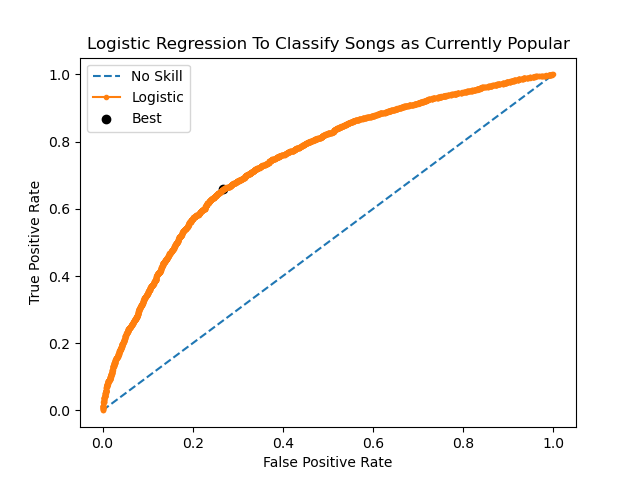 Logistic Regression To Classify Songs as Currently Popular
No Skill
Logistic
Best
1.0
0.8
0.6
0.4
0.2
0.0
True Positive Rate
0.0 0.2 0.4 0.6 0.8 1.0
False Positive Rate